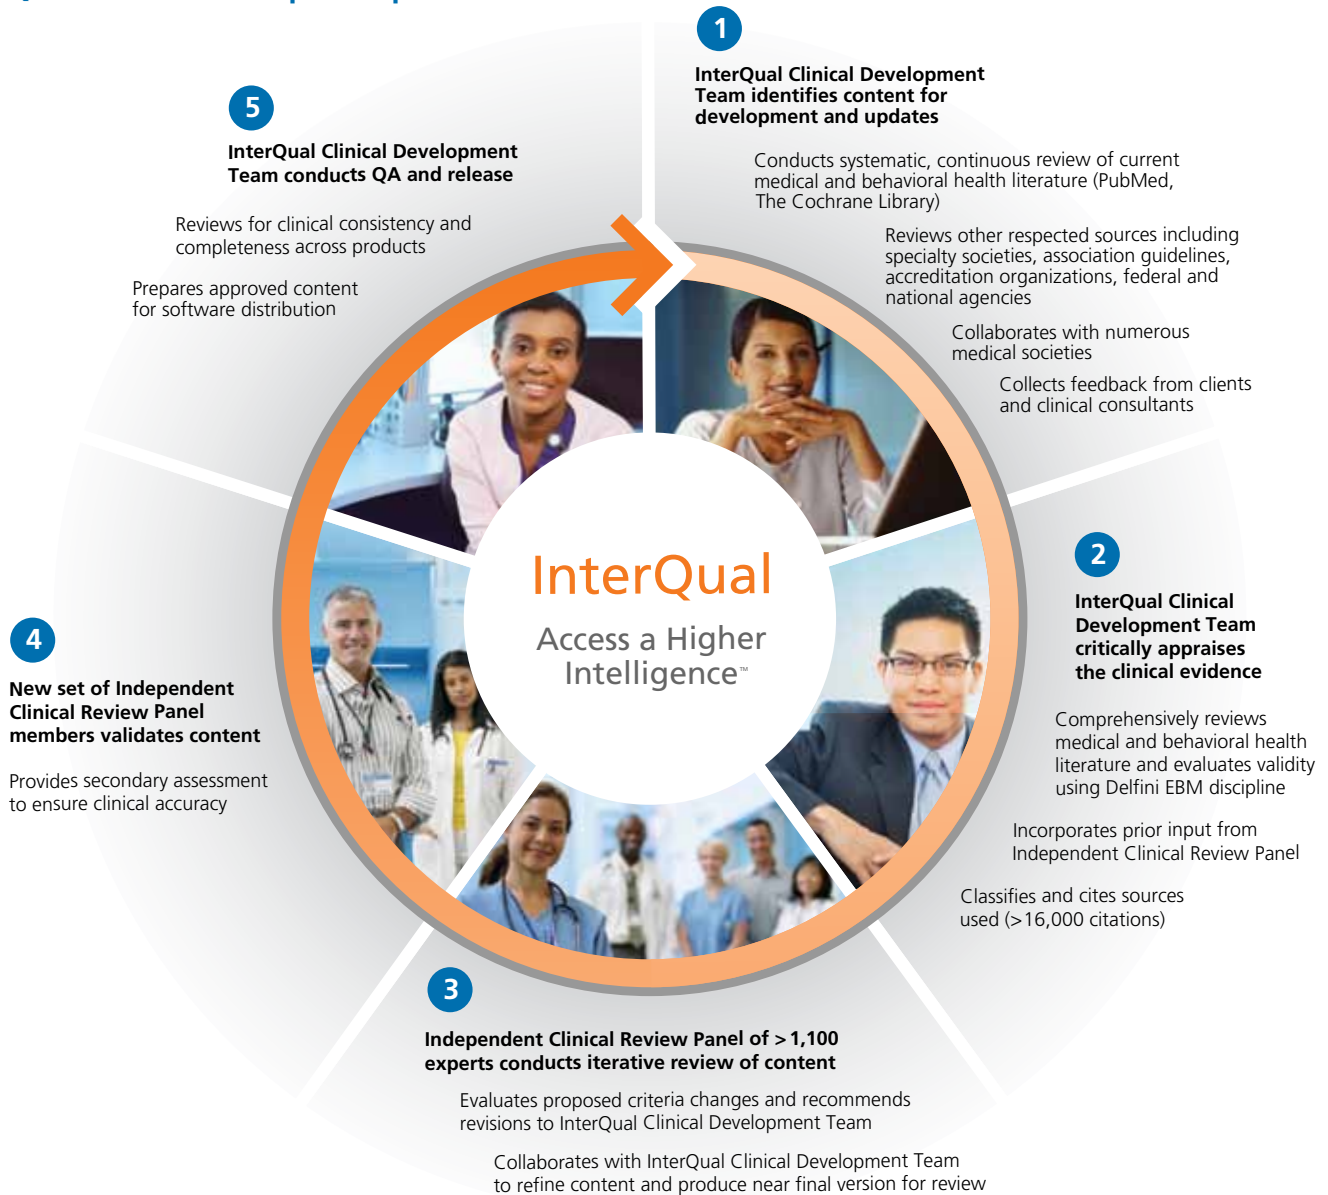 1
InterQual Clinical Development
Team identifies content for
development and updates
Conducts systematic, continuous review of current
medical and behavioral health literature (PubMed,
The Cochrane Library)
Reviews other respected sources including
specialty societies, association guidelines,
accreditation organizations, federal and
national agencies
Collaborates with numerous
medical societies
Collects feedback from clients
and clinical consultants
2
InterQual Clinical
Development Team
critically appraises
the clinical evidence
Comprehensively reviews
medical and behavioral health
literature and evaluates validity
using Delfini EBM discipline
Incorporates prior input from
Independent Clinical Review Panel
Classifies and cites sources
used (>16,000 citations)
3
Independent Clinical Review Panel of >1,100
experts conducts iterative review of content
Evaluates proposed criteria changes and recommends
revisions to InterQual Clinical Development Team
Collaborates with InterQual Clinical Development Team
to refine content and produce near final version for review
4
New set of Independent
Clinical Review Panel
members validates content
Provides secondary assessment
to ensure clinical accuracy
5
InterQual Clinical Development
Team conducts QA and release
Reviews for clinical consistency and
completeness across products
Prepares approved content
for software distribution
InterQual
Access a Higher
Intelligence™